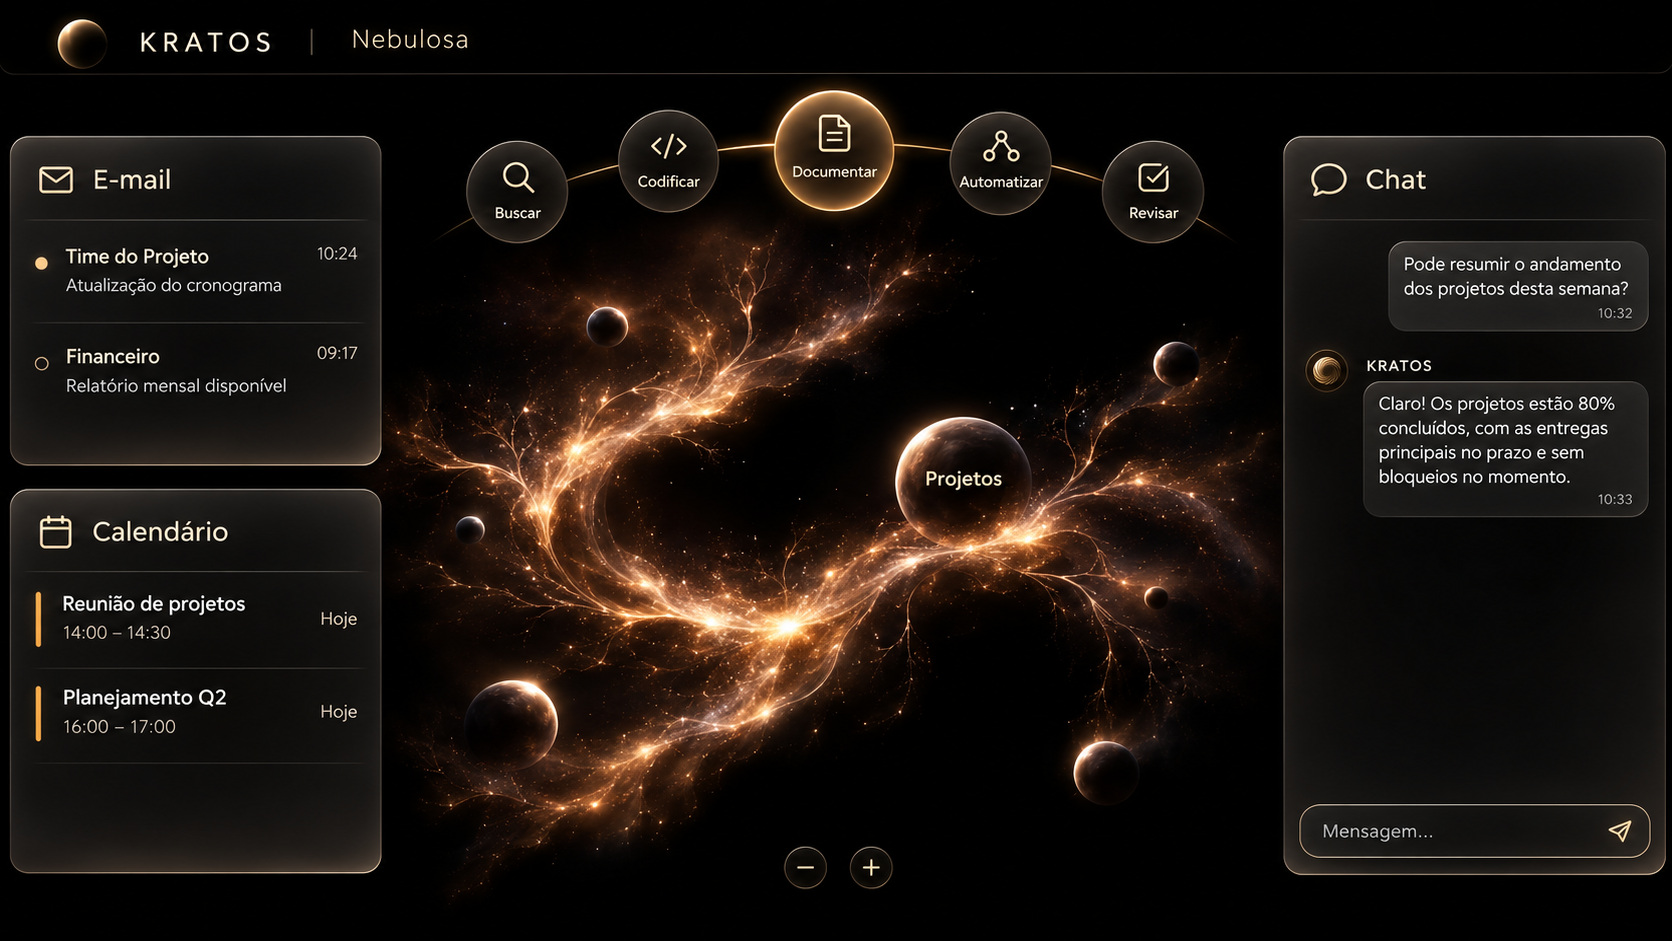 KRATOS | Nebulosa
Buscar
Codificar
Documentar
Automatizar
Revisar
E-mail
Time do Projeto 10:24
Atualização do cronograma
Financeiro 09:17
Relatório mensal disponível
Calendário
Reunião de projetos
14:00 – 14:30
Hoje
Planejamento Q2
16:00 – 17:00
Hoje
Projetos
Chat
Pode resumir o andamento
dos projetos desta semana?
10:32
KRATOS
Claro! Os projetos estão 80%
concluídos, com as entregas
principais no prazo e sem
bloqueios no momento.
10:33
Mensagem...